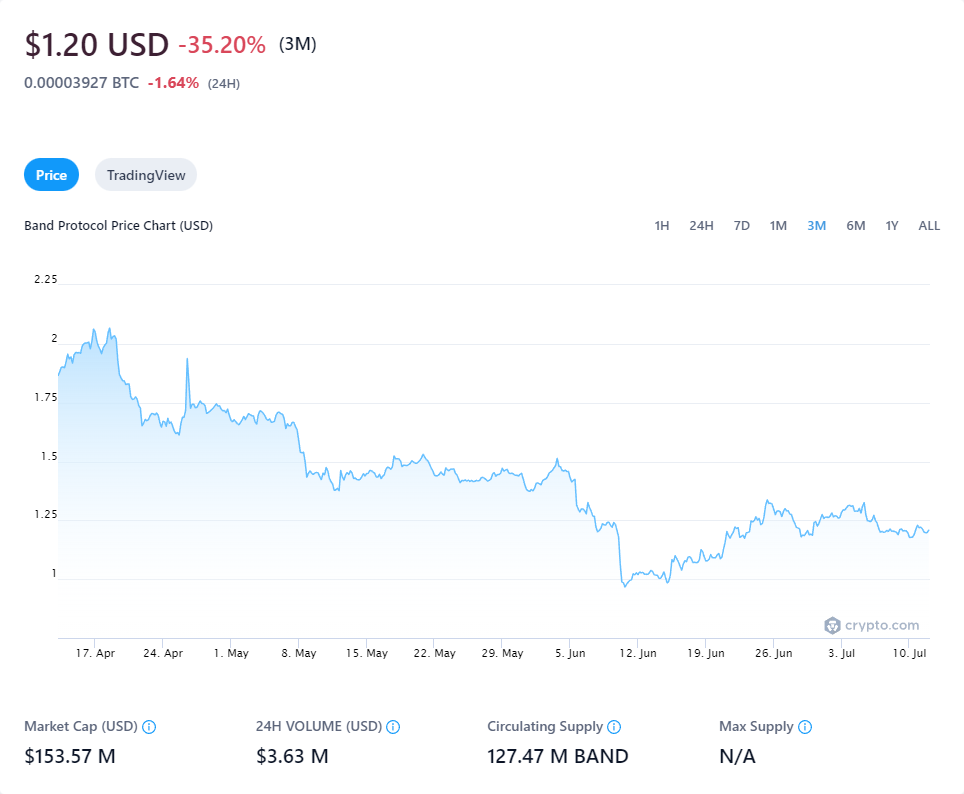 $1.20 USD -35.20% (3M)
0.00003927 BTC -1.64% (24H)
Price TradingView
Band Protocol Price Chart (USD) 1H 24H 7D 1M 3M 6M 1Y ALL
2.25
2
1.75
1.5
1.25
1
crypto.com
17. Apr 24. Apr 1. May 8. May 15. May 22. May 29. May 5. Jun 12. Jun 19. Jun 26. Jun 3. Jul 10. Jul
Market Cap (USD) 24H VOLUME (USD) Circulating Supply Max Supply
$153.57 M $3.63 M 127.47 M BAND N/A